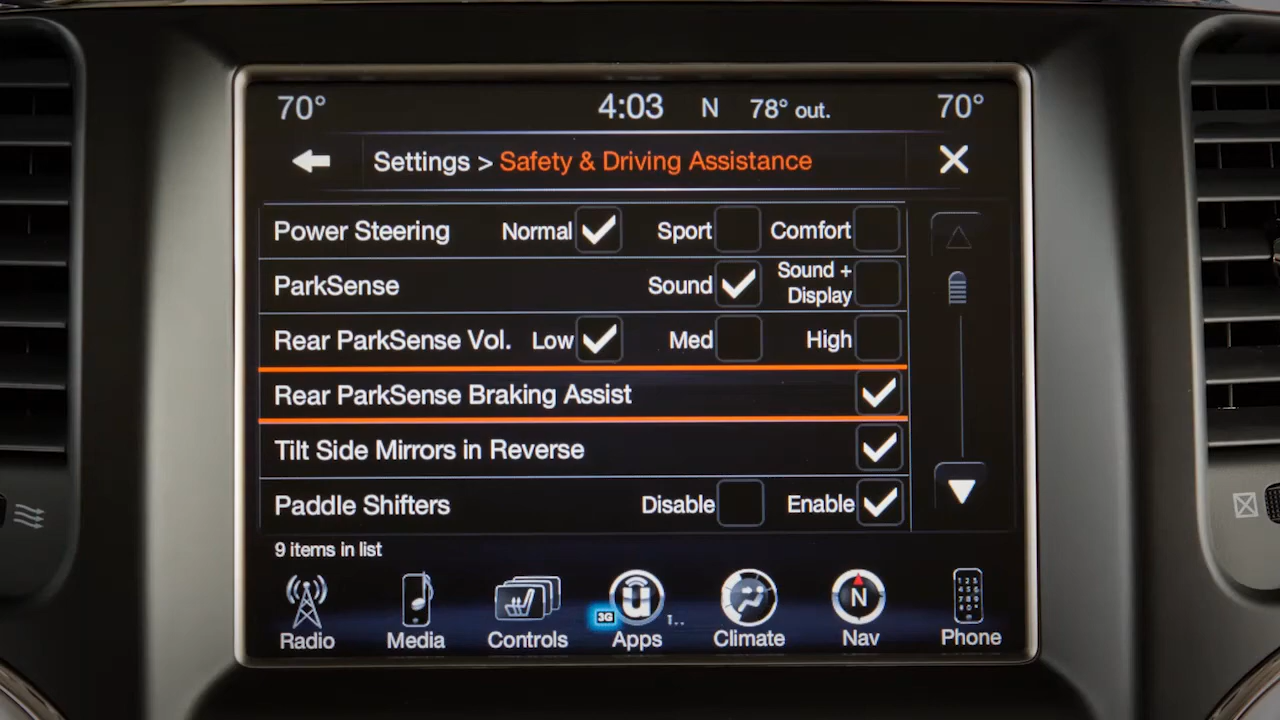 70° 4:03 N 78° out. 70°
Settings > Safety & Driving Assistance
Power Steering Normal Sport Comfort
ParkSense Sound Sound + Display
Rear ParkSense Vol. Low Med High
Rear ParkSense Braking Assist
Tilt Side Mirrors in Reverse
Paddle Shifters Disable Enable
9 items in list
3G u N
Radio Media Controls Apps Climate Nav Phone